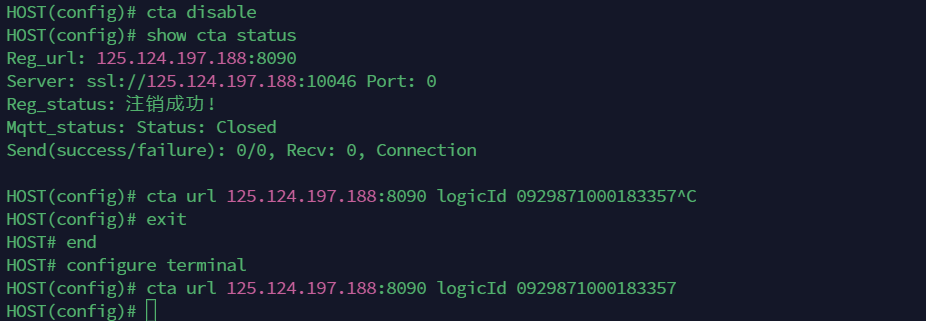 HOST(config)# cta disable
HOST(config)# show cta status
Reg_url: 125.124.197.188:8090
Server: ssl://125.124.197.188:10046 Port: 0
Reg_status: 注销成功!
Mqtt_status: Status: Closed
Send(success/failure): 0/0, Recv: 0, Connection
HOST(config)# cta url 125.124.197.188:8090 logicId 0929871000183357^C
HOST(config)# exit
HOST# end
HOST# configure terminal
HOST(config)# cta url 125.124.197.188:8090 logicId 0929871000183357
HOST(config)#